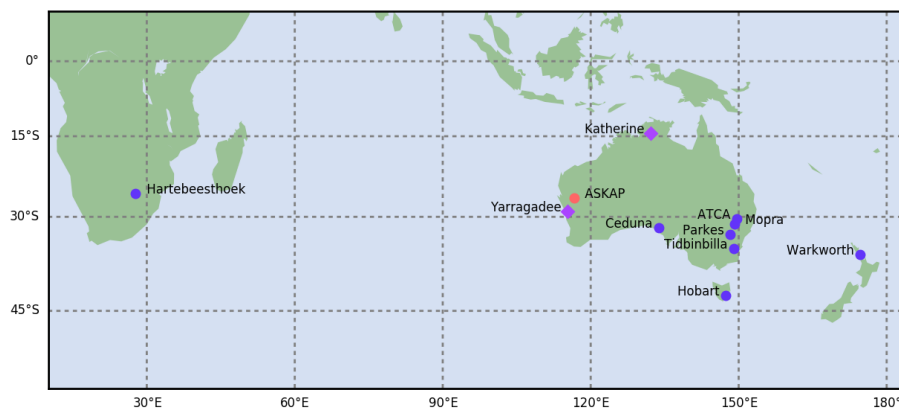 0°
Katherine
15°S
Hartebeesthoek
ASKAP
Yarragadee
30°S
ATCA
Mopra
Ceduna
Parkes
Tidbinbilla
Warkworth
Hobart
45°S
30°E
60°E
90°E
120°E
150°E
180°